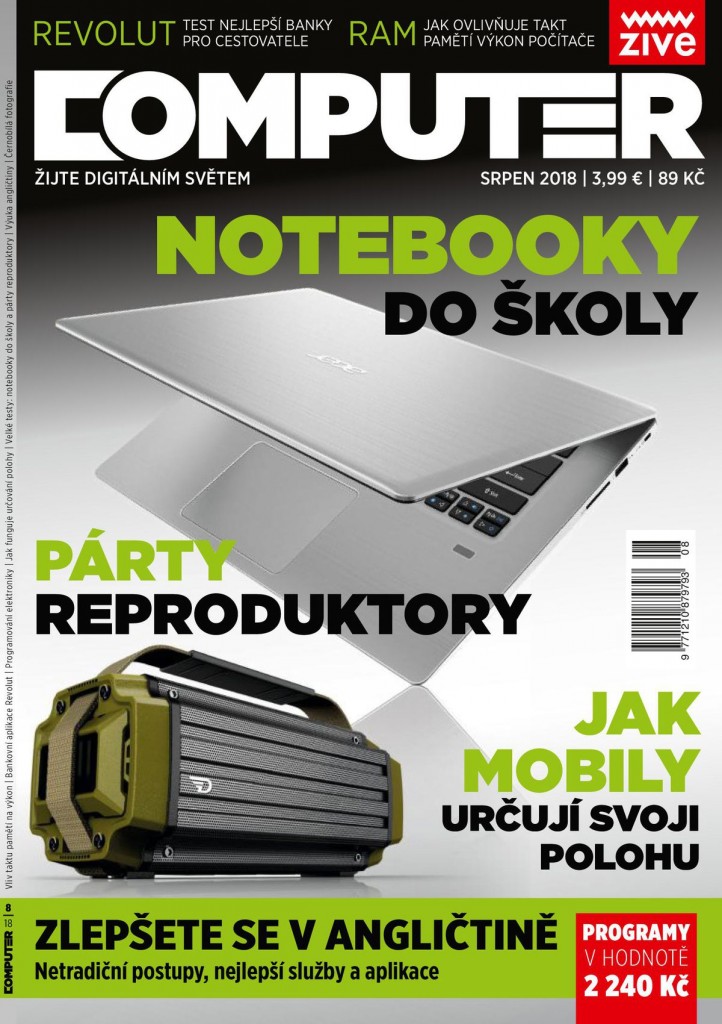 REVOLUT TEST NEJLEPŠÍ BANKY
PRO CESTOVATELE
RAM JAK OVLIVŇUJE TAKT
PAMĚTÍ VÝKON POČÍTAČE
živě
COMPUTER
ŽIJTE DIGITÁLNÍM SVĚTEM
SRPEN 2018 | 3,99 € | 89 KČ
NOTEBOOKY
DO ŠKOLY
acer
PÁRTY
REPRODUKTORY
08
9 771210 879793
JAK
MOBILY
URČUJÍ SVOJI
POLOHU
ZLEPŠETE SE V ANGLIČTINĚ
Netradiční postupy, nejlepší služby a aplikace
PROGRAMY
V HODNOTĚ
2 240 Kč
Vliv taktu pamětí na výkon | Bankovní aplikace Revolut | Programování elektroniky | Jak funguje určování polohy | Velké testy: notebooky do školy a párty reproduktory | Výuka angličtiny | Černobílá fotografie
COMPUTER 8
18